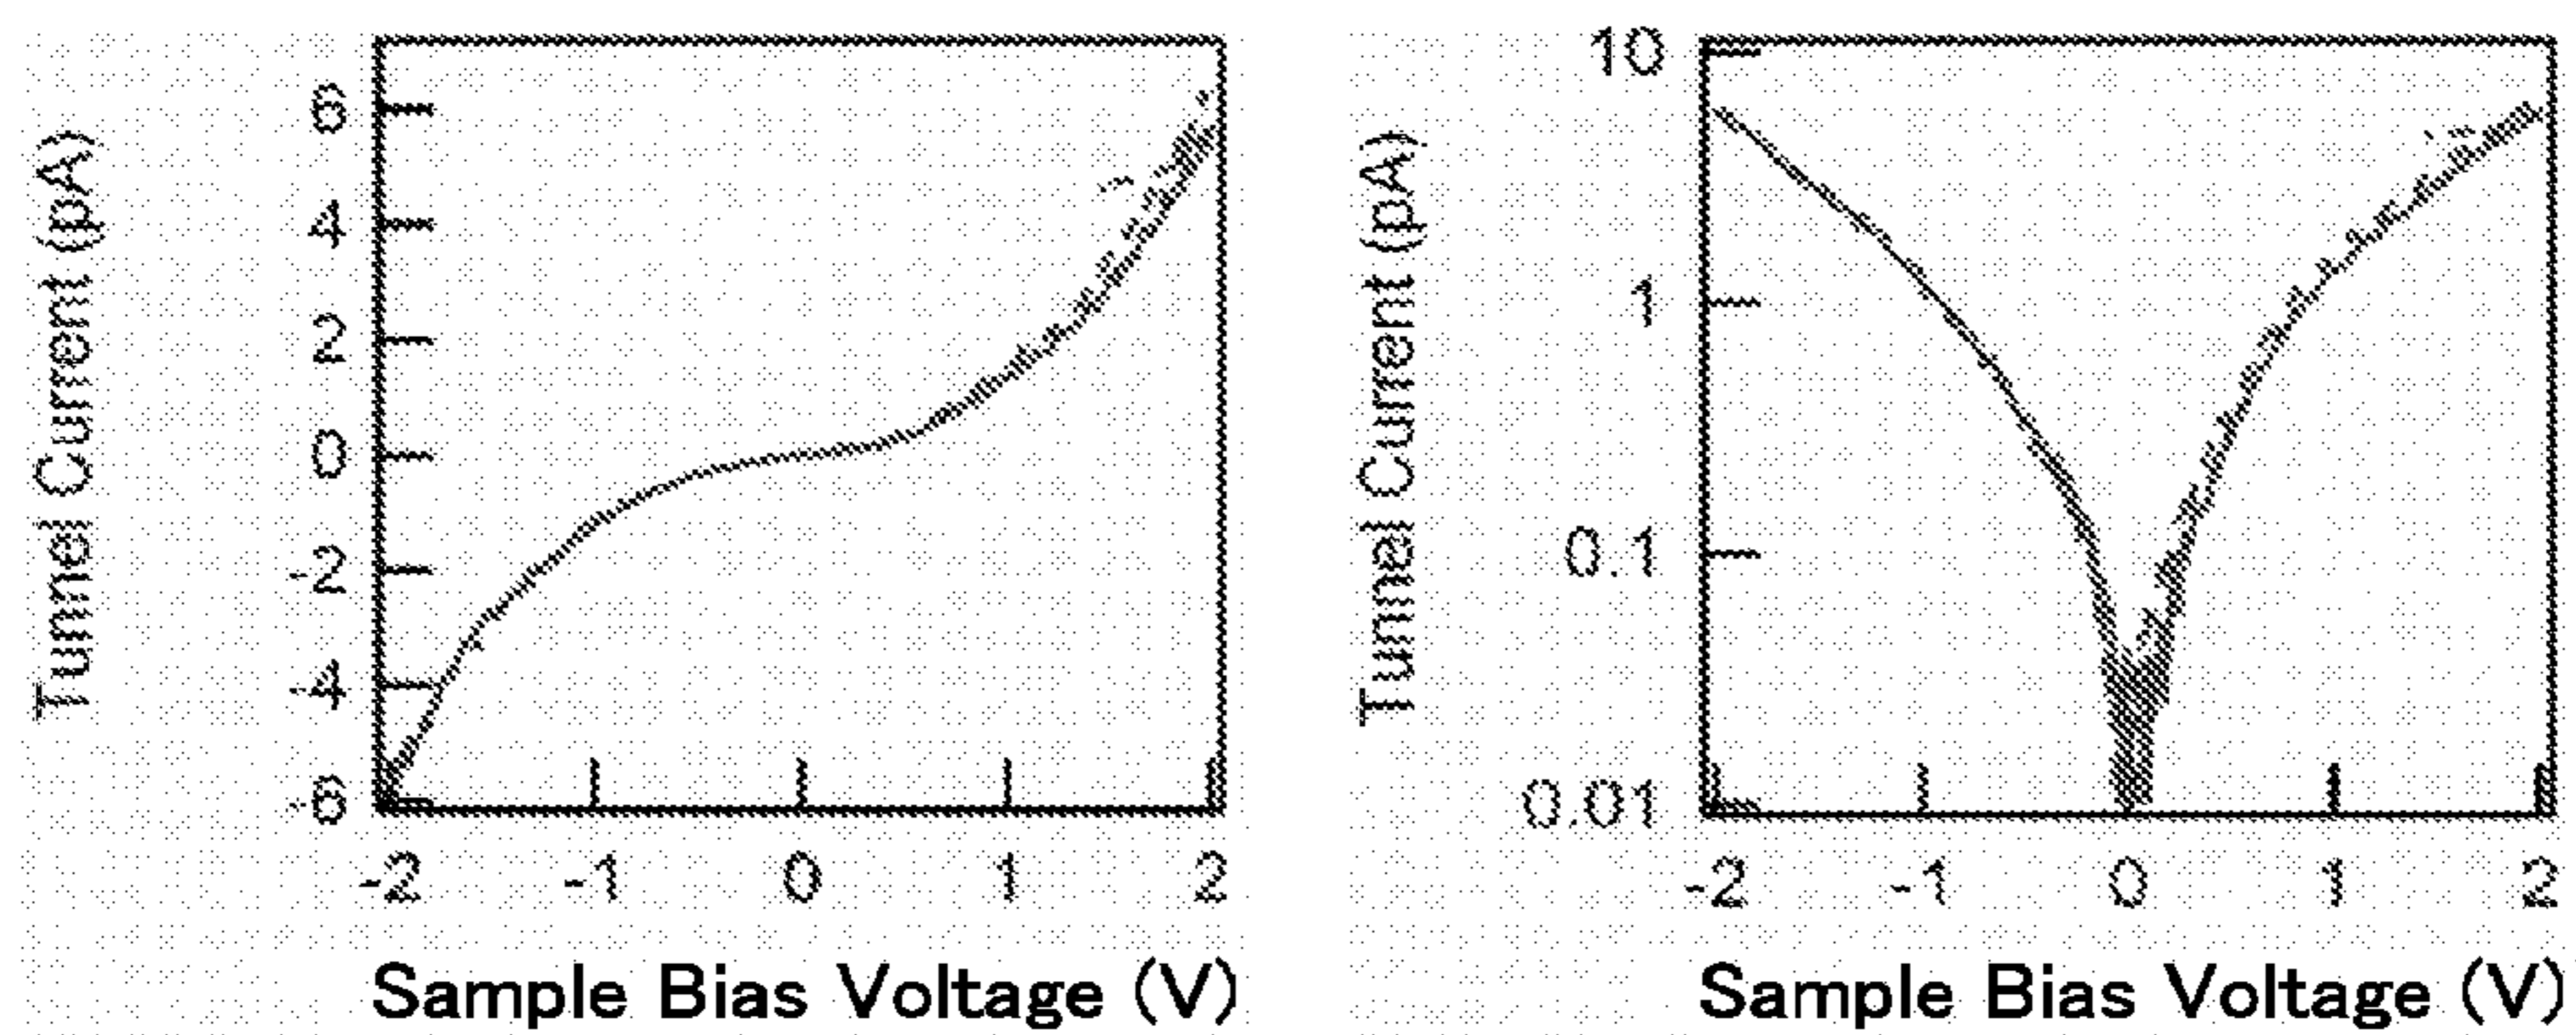 Tunnel Current (pA)
6
4
2
0
-2
-4
-6
-2 -1 0 1 2
Sample Bias Voltage (V)
Tunnel Current (pA)
10
1
0.1
0.01
-2 -1 0 1 2
Sample Bias Voltage (V)